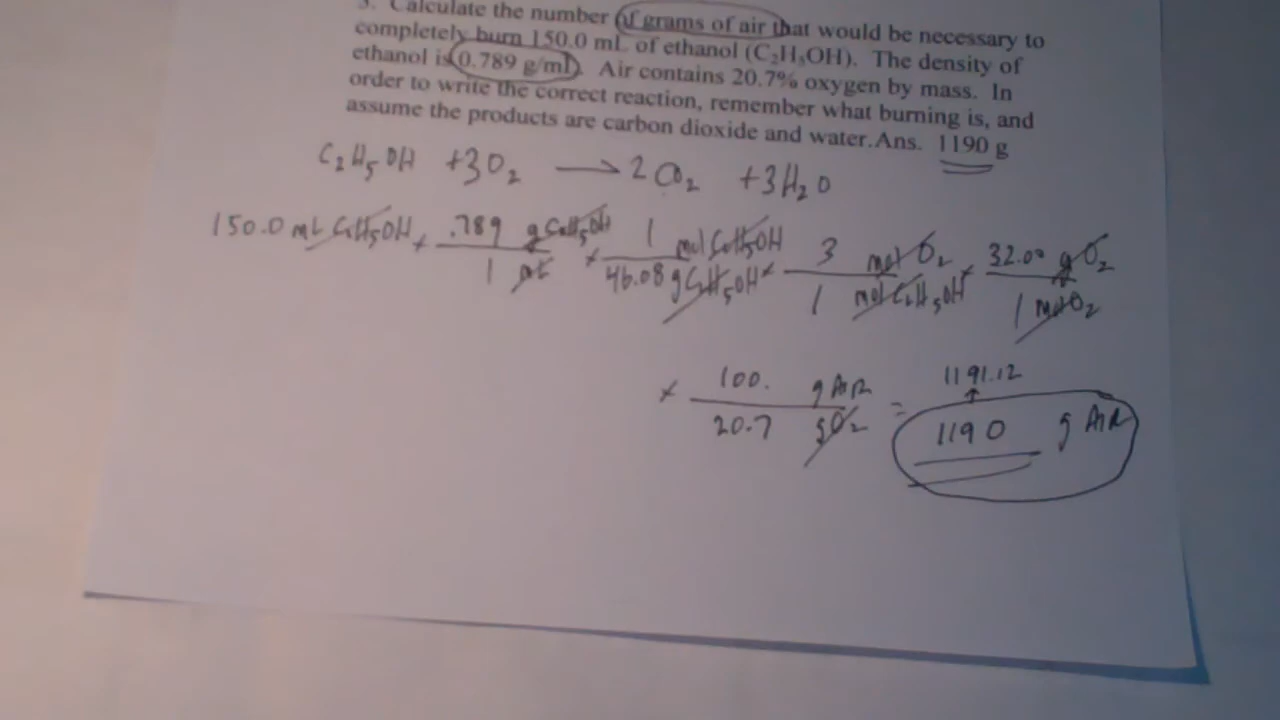 3. Calculate the number of grams of air that would be necessary to
completely burn 150.0 mL of ethanol (C₂H₅OH). The density of
ethanol is 0.789 g/ml. Air contains 20.7% oxygen by mass. In
order to write the correct reaction, remember what burning is, and
assume the products are carbon dioxide and water. Ans. 1190 g
C₂H₅OH + 3O₂ → 2CO₂ + 3H₂O
150.0 mL C₂H₅OH × .789 g C₂H₅OH / 1 mL × 1 mol C₂H₅OH / 46.08 g C₂H₅OH × 3 mol O₂ / 1 mol C₂H₅OH × 32.00 g O₂ / 1 mol O₂
× 100. g AIR / 20.7 g O₂ = 1190 g AIR
1191.12